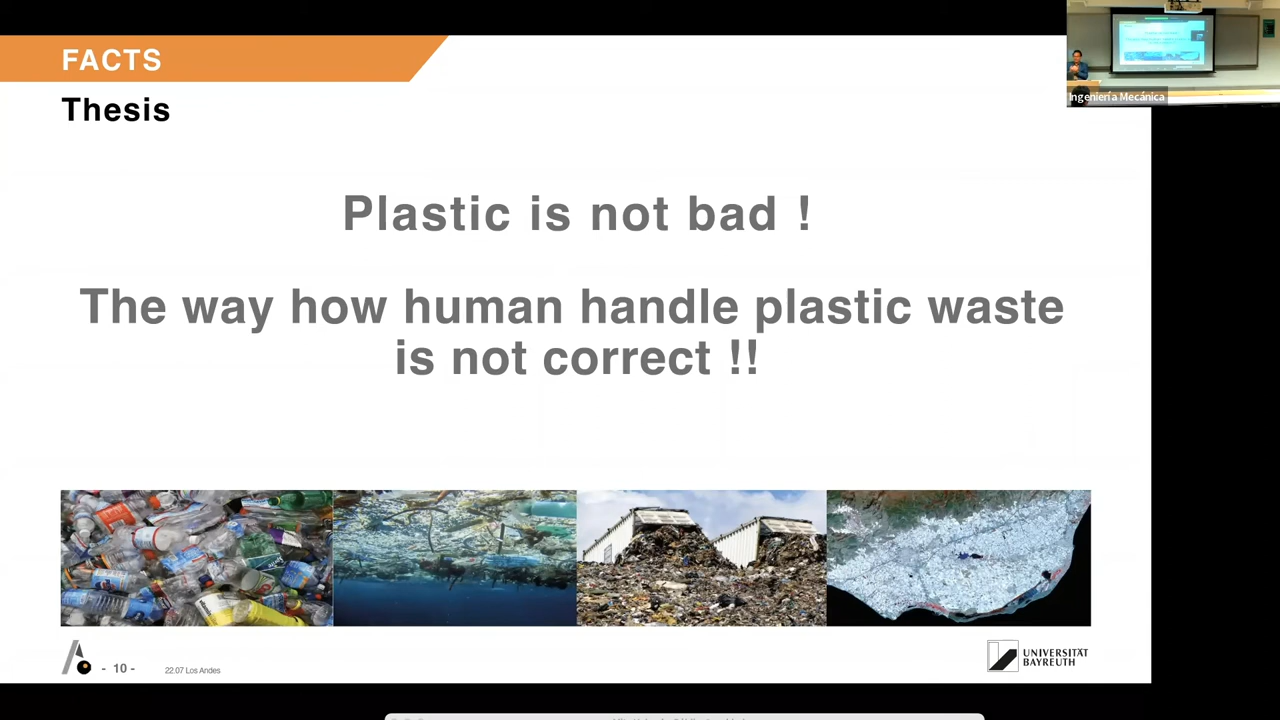 FACTS
Ingeniería Mecánica
Thesis
Plastic is not bad !
The way how human handle plastic waste
is not correct !!
- 10 -
22.07 Los Andes
UNIVERSITÄT
BAYREUTH